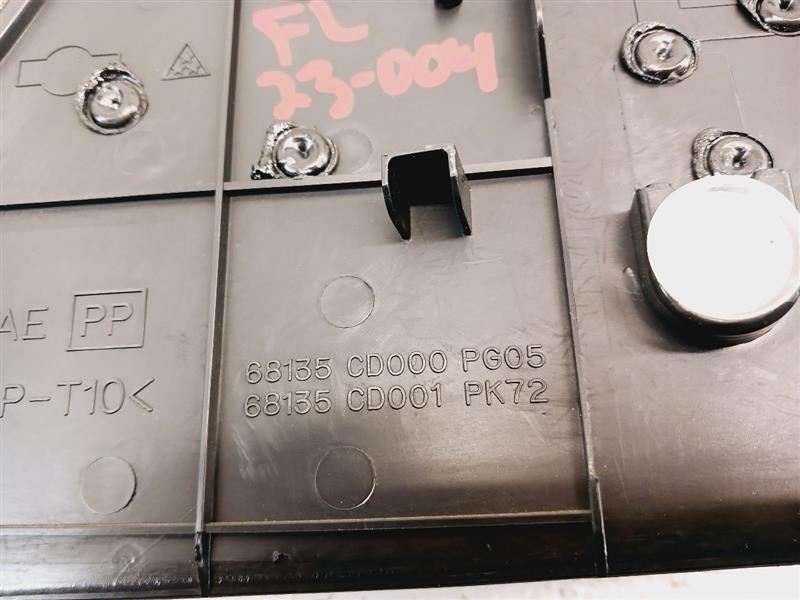 FL
23-004
AE PP
P-T10<
68135 CD000 PG05
68135 CD001 PK72